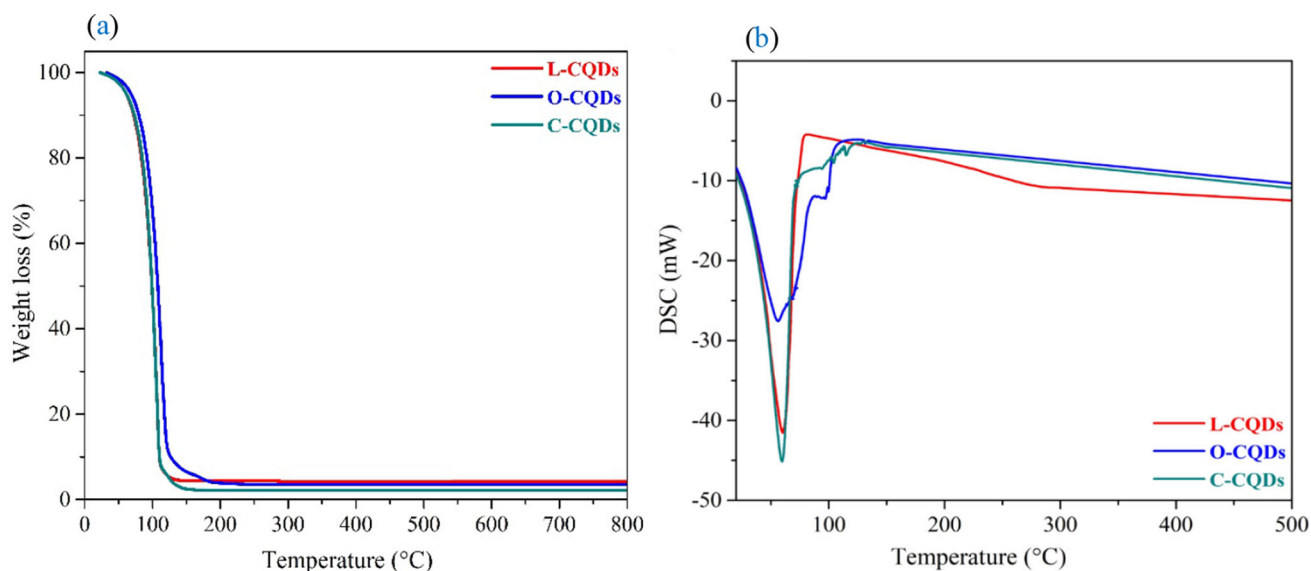 (a)
100
80
60
40
20
0
Weight loss (%)
L-CQDs
O-CQDs
C-CQDs
0 100 200 300 400 500 600 700 800
Temperature (°C)
(b)
0
-10
-20
-30
-40
-50
DSC (mW)
L-CQDs
O-CQDs
C-CQDs
100 200 300 400 500
Temperature (°C)